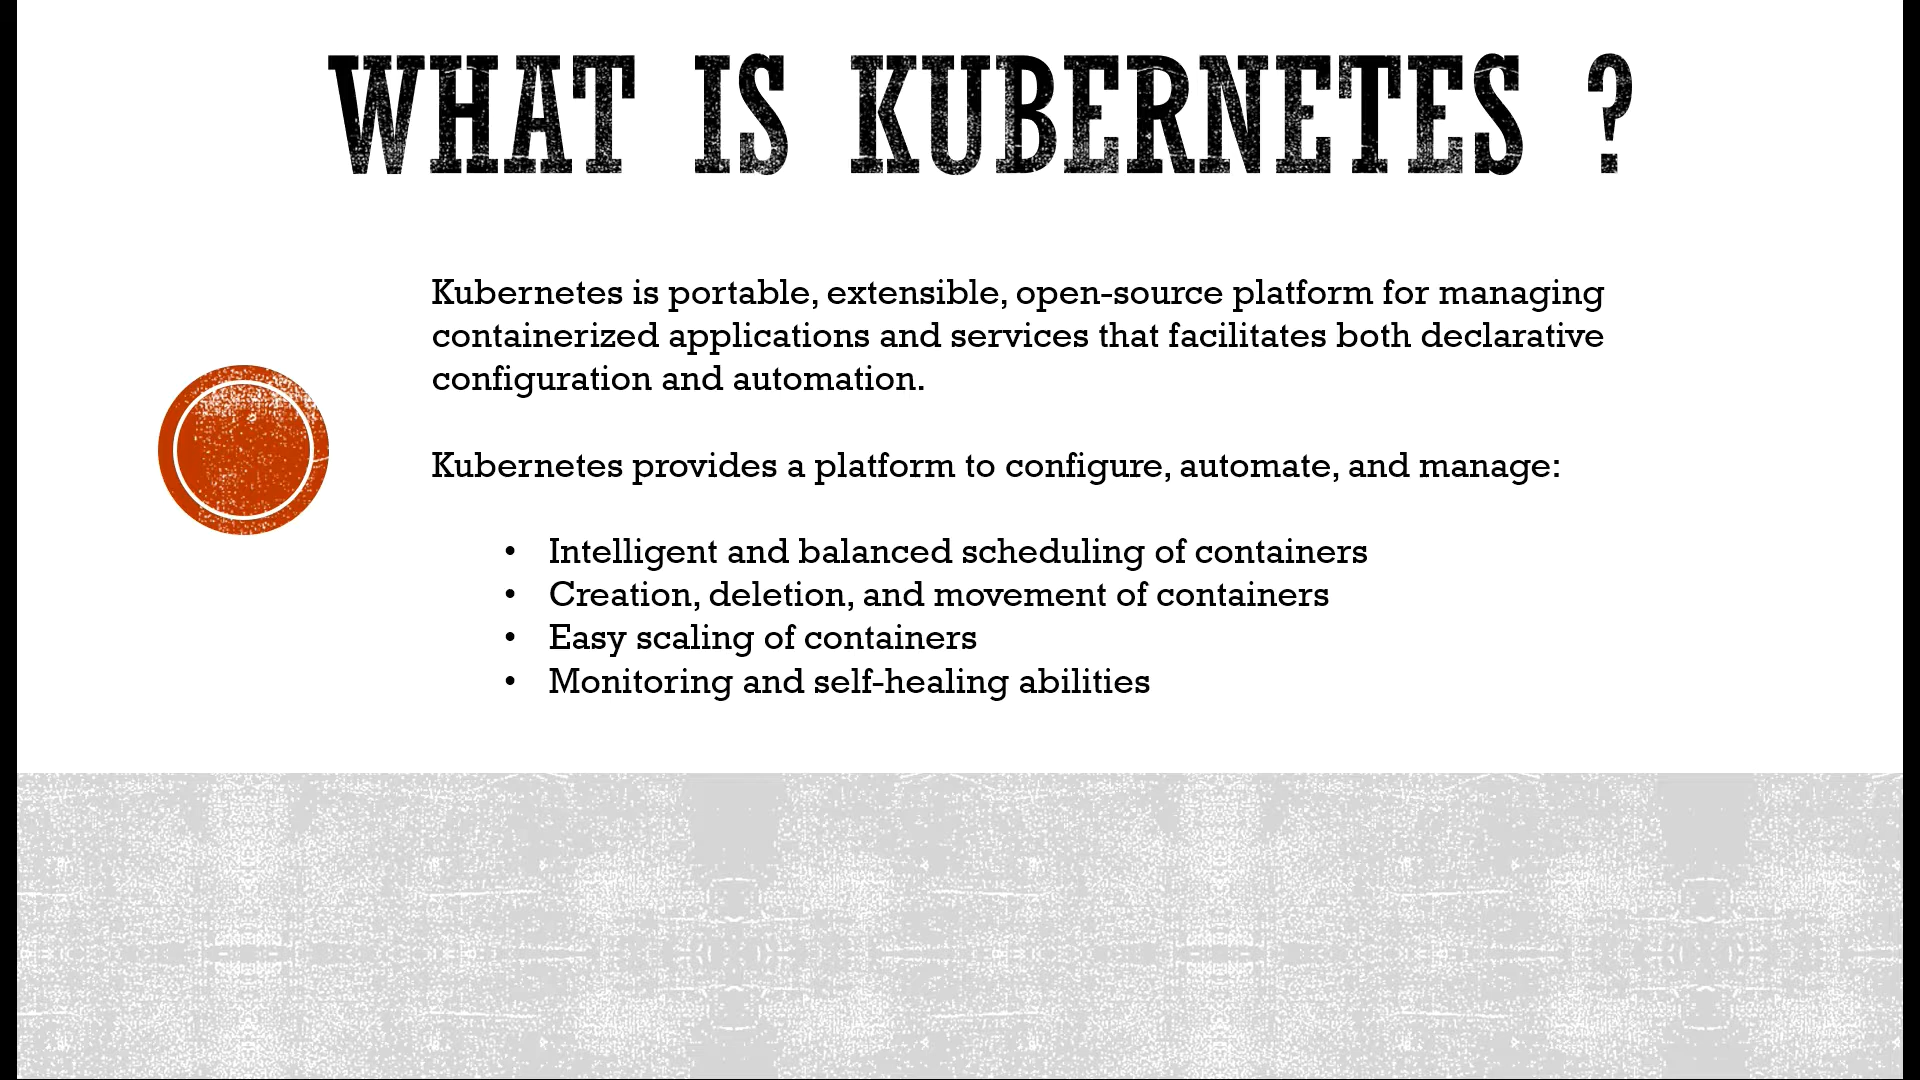 WHAT IS KUBERNETES ?
Kubernetes is portable, extensible, open-source platform for managing
containerized applications and services that facilitates both declarative
configuration and automation.
Kubernetes provides a platform to configure, automate, and manage:
• Intelligent and balanced scheduling of containers
• Creation, deletion, and movement of containers
• Easy scaling of containers
• Monitoring and self-healing abilities